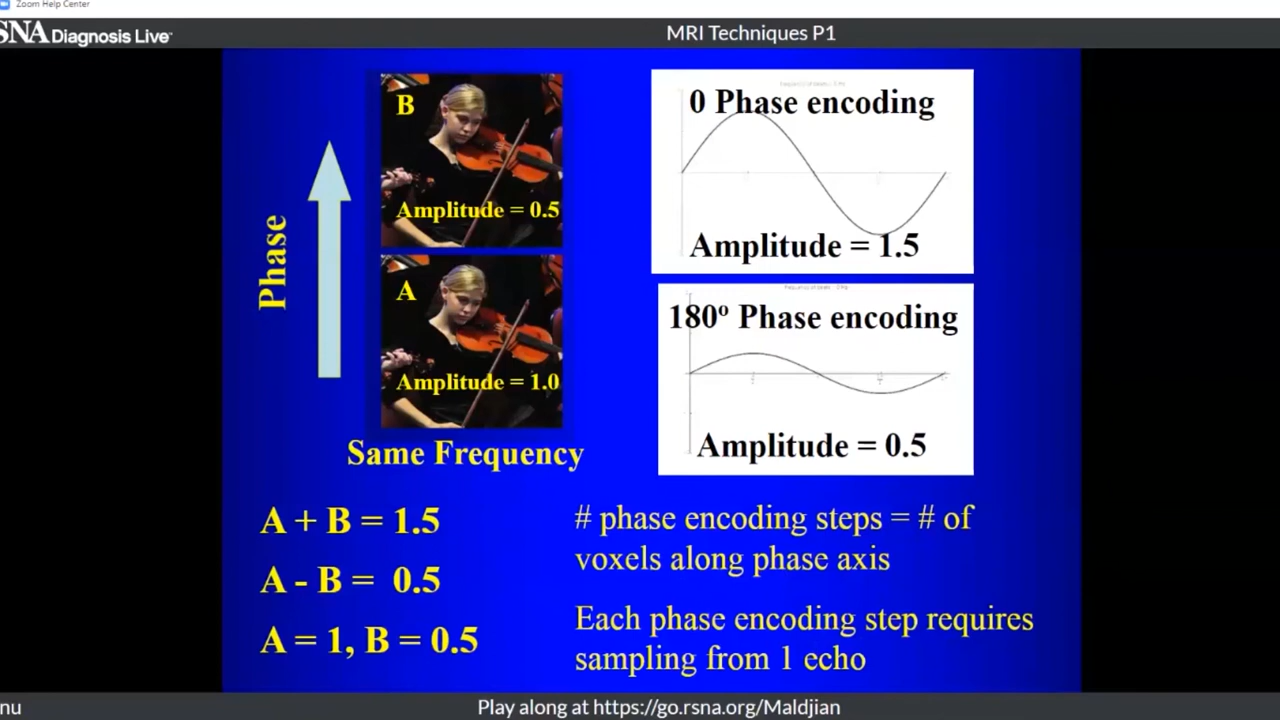 Zoom Help Center
SNA Diagnosis Live™
MRI Techniques P1
Phase
B
Amplitude = 0.5
A
Amplitude = 1.0
Same Frequency
0 Phase encoding
Amplitude = 1.5
180º Phase encoding
Amplitude = 0.5
A + B = 1.5
A - B = 0.5
A = 1, B = 0.5
# phase encoding steps = # of
voxels along phase axis
Each phase encoding step requires
sampling from 1 echo
nu
Play along at https://go.rsna.org/Maldjian